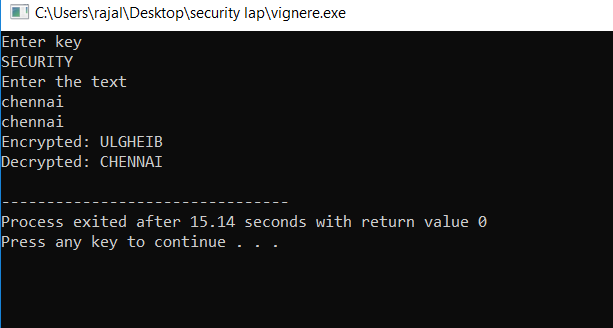 C:\Users\rajal\Desktop\security lap\vignere.exe
Enter key
SECURITY
Enter the text
chennai
chennai
Encrypted: ULGHEIB
Decrypted: CHENNAI
--------------------------------
Process exited after 15.14 seconds with return value 0
Press any key to continue . . .